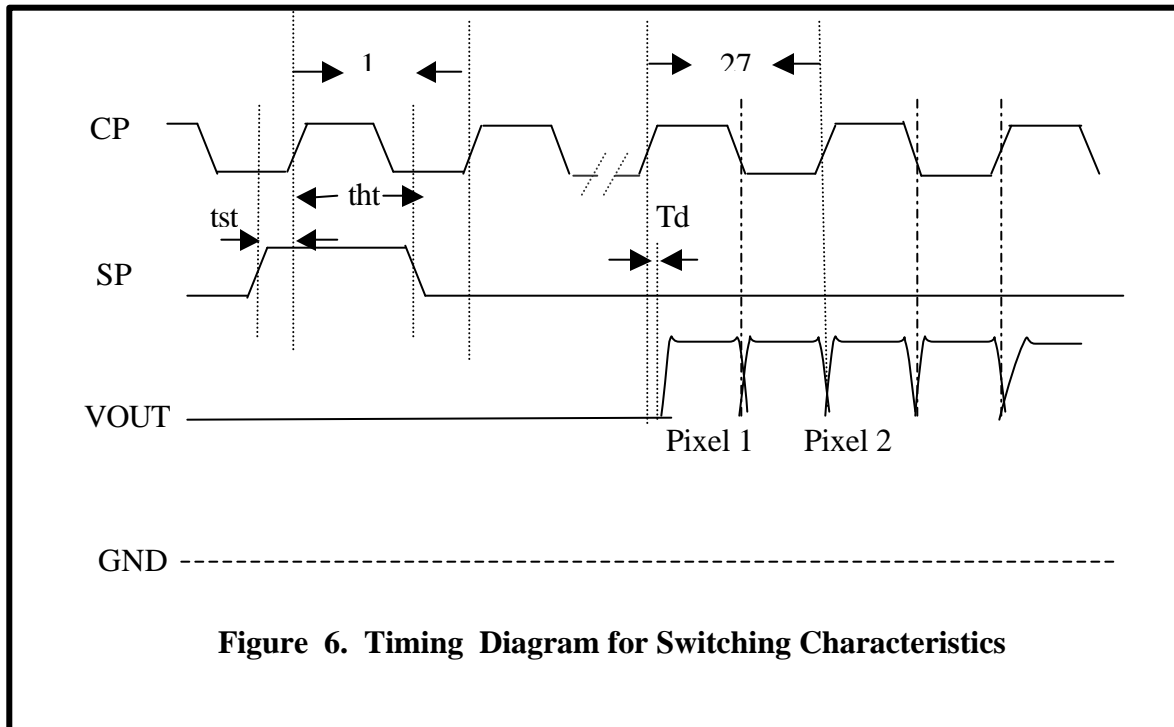 1
27
CP
tht
tst
Td
SP
VOUT
Pixel 1
Pixel 2
GND
Figure 6. Timing Diagram for Switching Characteristics